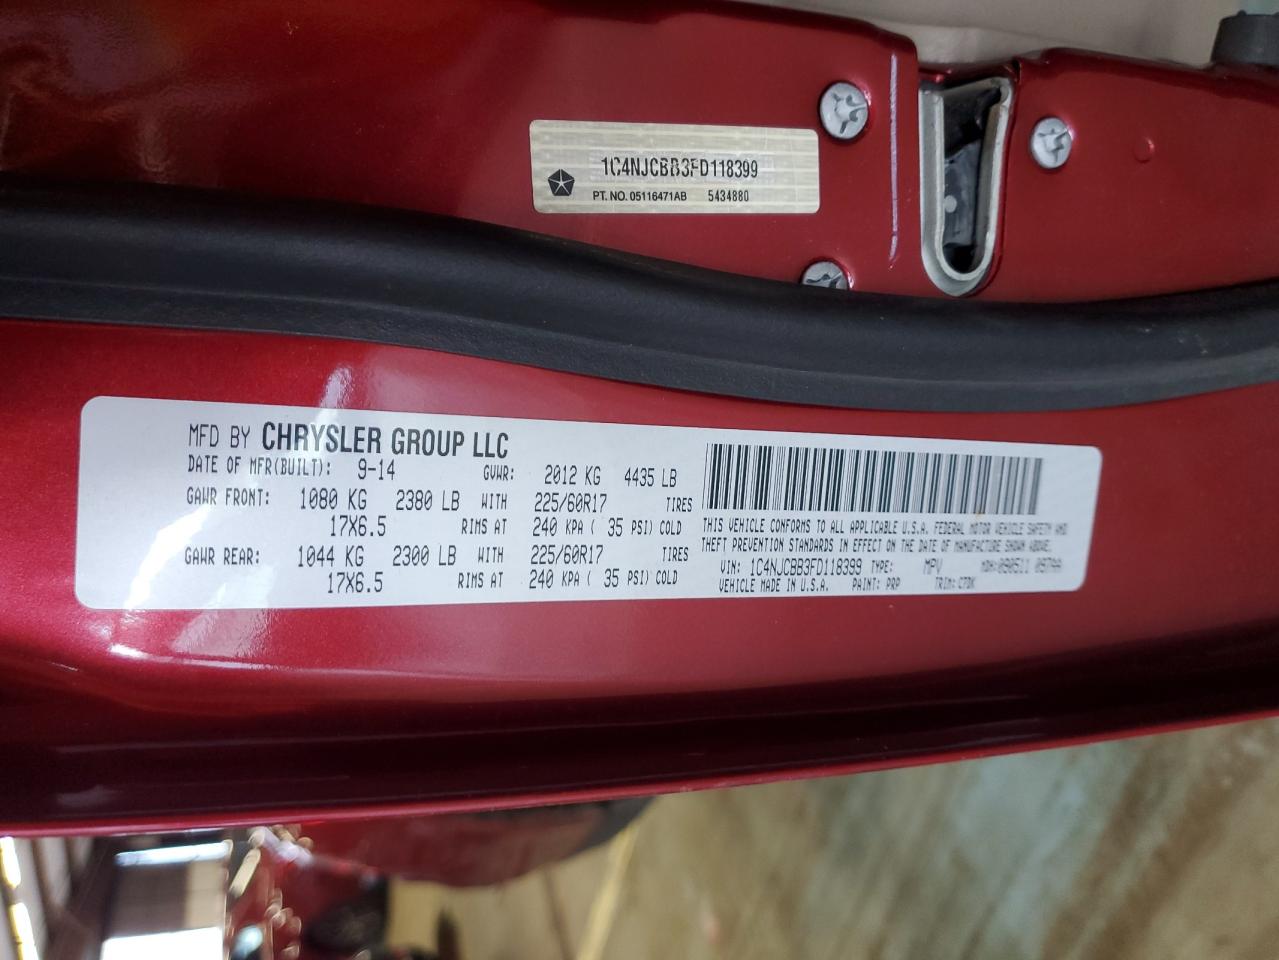 1C4NJCBB3FD118399
PT. NO. 05116471AB 5434880
MFD BY CHRYSLER GROUP LLC
DATE OF MFR(BUILT): 9-14 GVWR: 2012 KG 4435 LB
GAWR FRONT: 1080 KG 2380 LB WITH 225/60R17 TIRES
17X6.5 RIMS AT 240 KPA ( 35 PSI) COLD
GAWR REAR: 1044 KG 2300 LB WITH 225/60R17 TIRES
17X6.5 RIMS AT 240 KPA ( 35 PSI) COLD
THIS VEHICLE CONFORMS TO ALL APPLICABLE U.S.A. FEDERAL MOTOR VEHICLE SAFETY AND
THEFT PREVENTION STANDARDS IN EFFECT ON THE DATE OF MANUFACTURE SHOWN ABOVE.
VIN: 1C4NJCBB3FD118399 TYPE: MPV MDH: 090511 097AA
VEHICLE MADE IN U.S.A. PAINT: PRP TRIM: C7DK